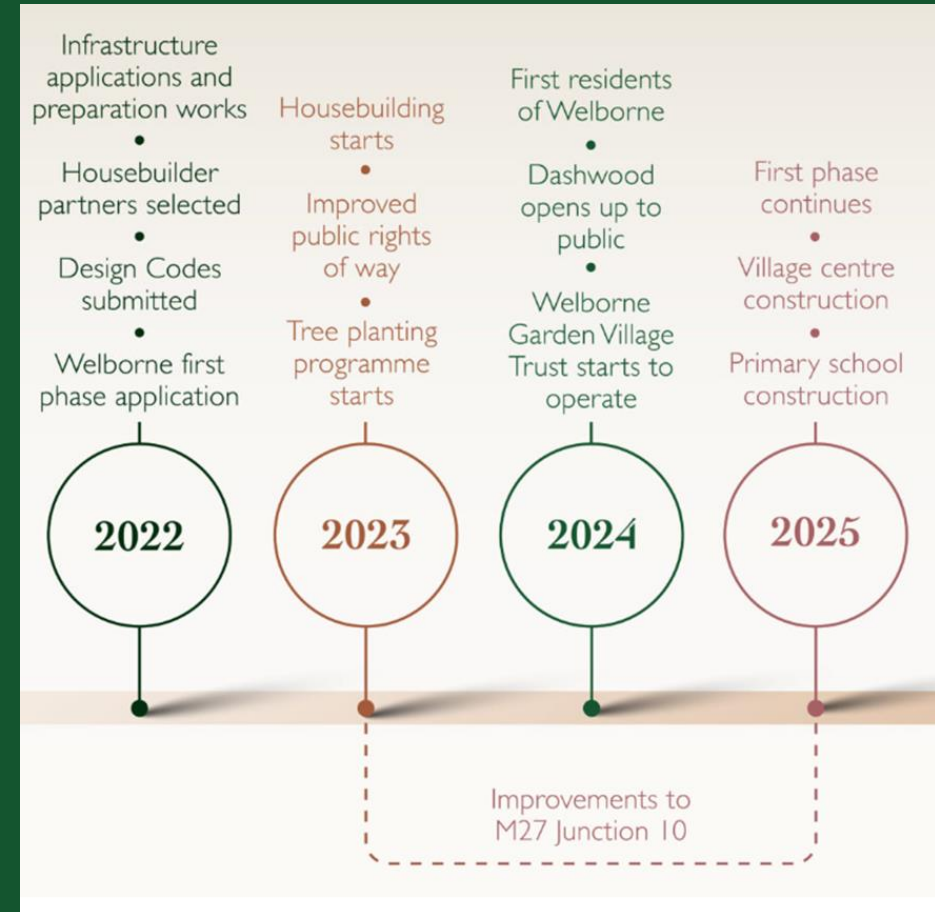 Infrastructure
applications and
preparation works
•
Housebuilder
partners selected
•
Design Codes
submitted
•
Welborne first
phase application
2022
Housebuilding
starts
•
Improved
public rights
of way
•
Tree planting
programme
starts
2023
First residents
of Welborne
•
Dashwood
opens up to
public
•
Welborne
Garden Village
Trust starts to
operate
2024
First phase
continues
•
Village centre
construction
•
Primary school
construction
2025
Improvements to
M27 Junction 10